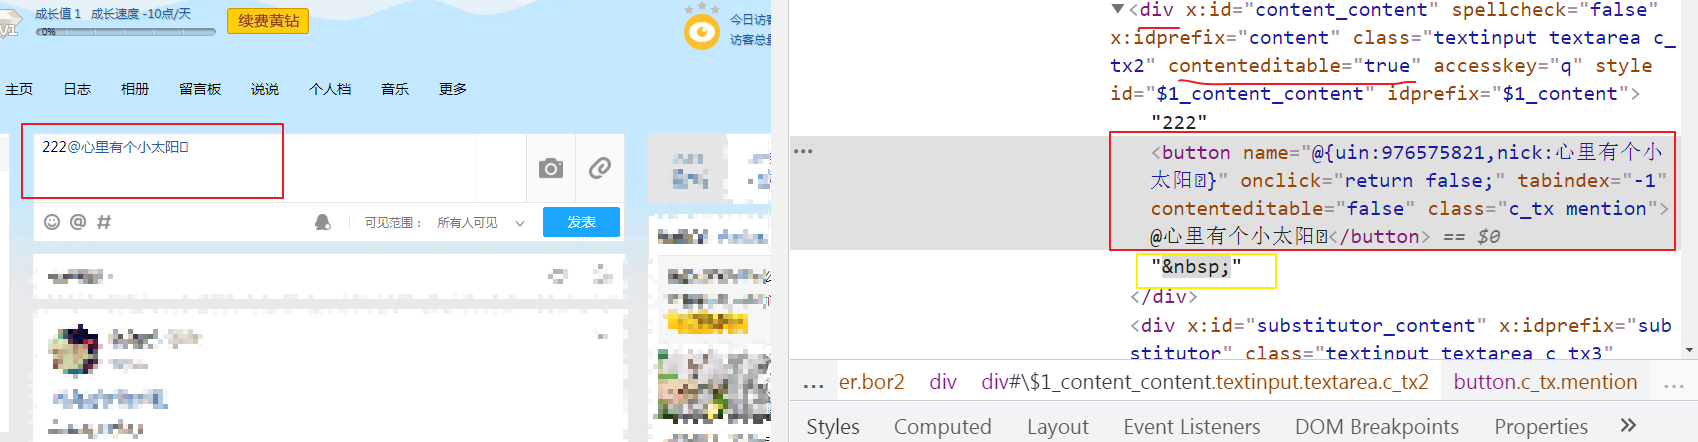 成长值 1 成长速度 -10点/天
续费黄钻
0%
今日访客
访客总量
主页 日志 相册 留言板 说说 个人档 音乐 更多
222@心里有个小太阳
可见范围： 所有人可见
发表
<div x:id="content_content" spellcheck="false"
x:idprefix="content" class="textinput textarea c_
tx2" contenteditable="true" accesskey="q" style
id="$1_content_content" idprefix="$1_content">
"222"
<button name="@{uin:976575821,nick:心里有个小
太阳}" onclick="return false;" tabindex="-1"
contenteditable="false" class="c_tx mention">
@心里有个小太阳</button> == $0
"&nbsp;"
</div>
<div x:id="substitutor_content" x:idprefix="sub
stitutor" class="textinput textarea c_tx3"
... er.bor2 div div#\$1_content_content.textinput.textarea.c_tx2 button.c_tx.mention ...
Styles Computed Layout Event Listeners DOM Breakpoints Properties »